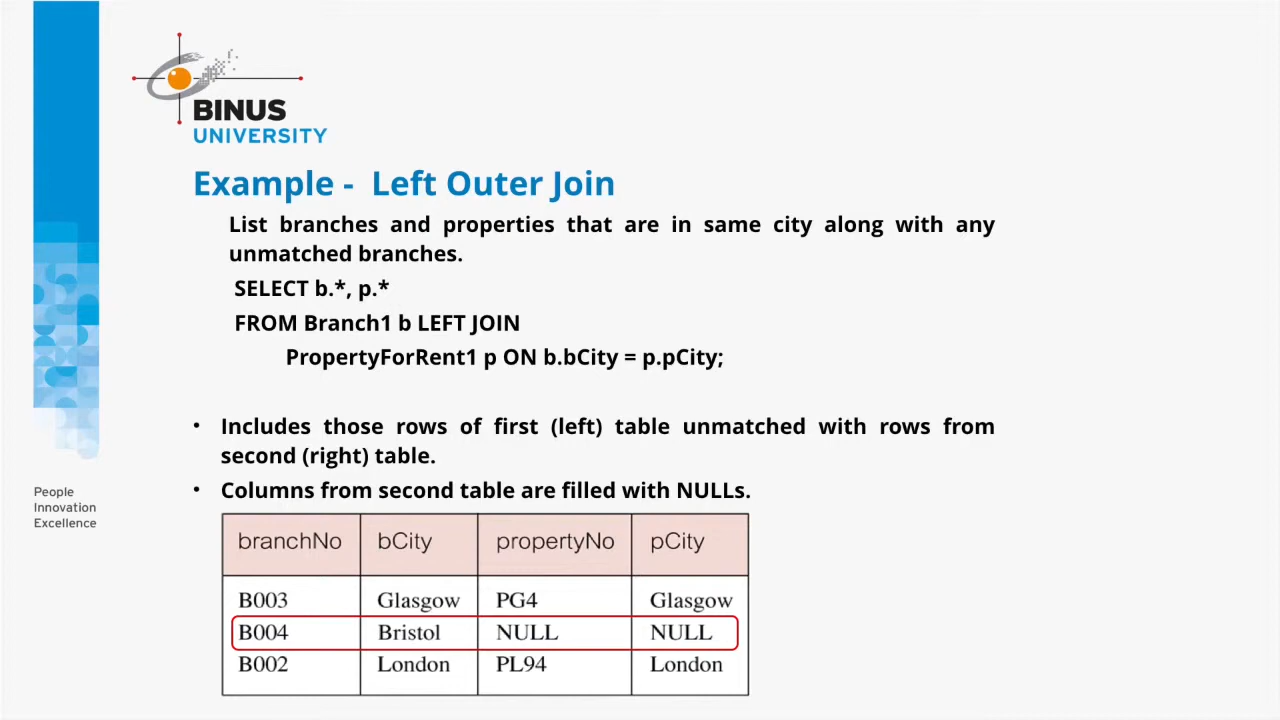 BINUS
UNIVERSITY
Example -  Left Outer Join
List branches and properties that are in same city along with any
unmatched branches.
SELECT b.*, p.*
FROM Branch1 b LEFT JOIN
PropertyForRent1 p ON b.bCity = p.pCity;
• Includes those rows of first (left) table unmatched with rows from
second (right) table.
• Columns from second table are filled with NULLs.
People
Innovation
Excellence
branchNo bCity propertyNo pCity
B003 Glasgow PG4 Glasgow
B004 Bristol NULL NULL
B002 London PL94 London